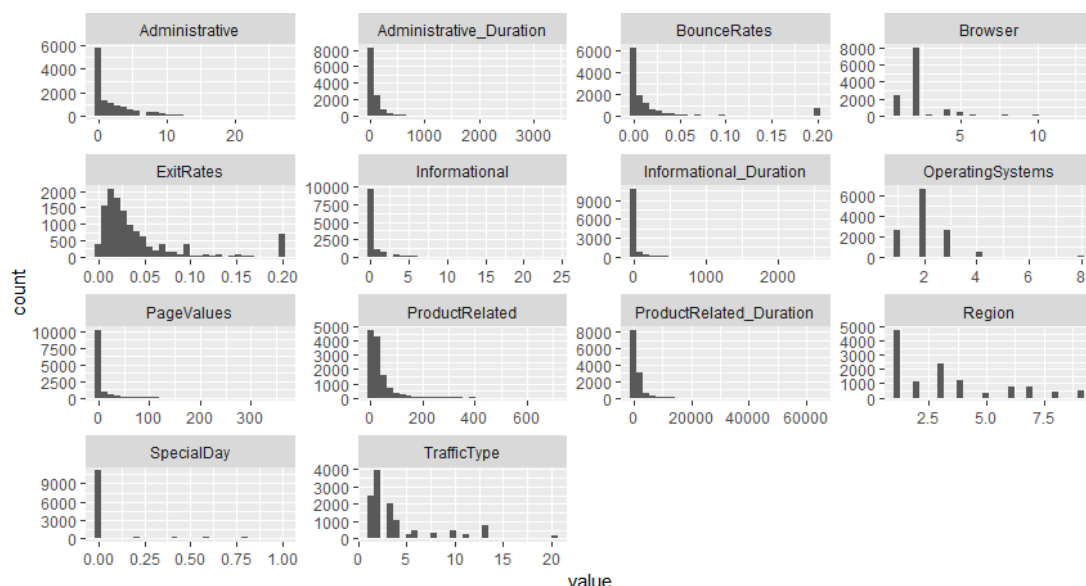 Administrative Administrative_Duration BounceRates Browser
6000 4000 2000 0
0 10 20
8000 6000 4000 2000 0
0 1000 2000 3000
6000 4000 2000 0
0.00 0.05 0.10 0.15 0.20
8000 6000 4000 2000 0
5 10
ExitRates Informational Informational_Duration OperatingSystems
2000 1500 1000 500 0
0.00 0.05 0.10 0.15 0.20
10000 7500 5000 2500 0
0 5 10 15 20 25
9000 6000 3000 0
0 1000 2000
6000 4000 2000 0
2 4 6 8
count
PageValues ProductRelated ProductRelated_Duration Region
10000 7500 5000 2500 0
0 100 200 300
5000 4000 3000 2000 1000 0
0 200 400 600
8000 6000 4000 2000 0
0 20000 40000 60000
5000 4000 3000 2000 1000 0
2.5 5.0 7.5
SpecialDay TrafficType
9000 6000 3000 0
0.00 0.25 0.50 0.75 1.00
4000 3000 2000 1000 0
0 5 10 15 20
value